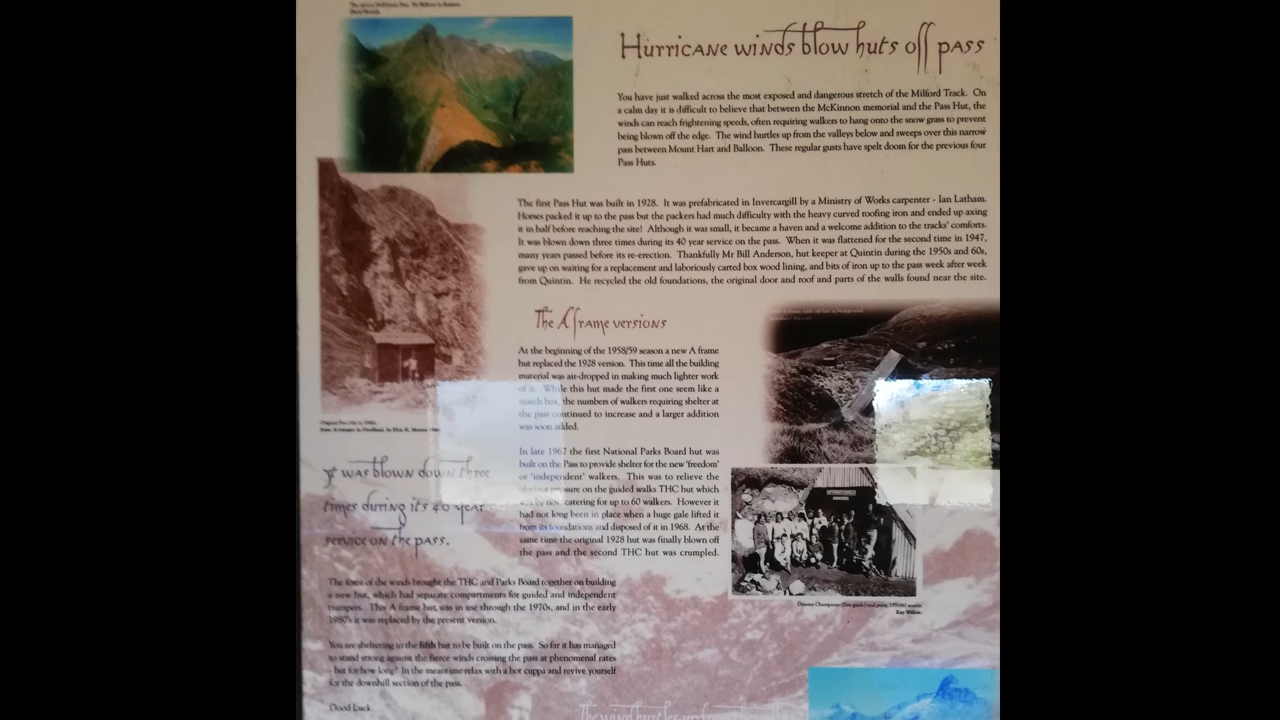 Hurricane winds blow huts off pass
You have just walked across the most exposed and dangerous stretch of the Milford Track. On
a calm day it is difficult to believe that between the McKinnon memorial and the Pass Hut, the
winds can reach frightening speeds, often requiring walkers to hang onto the snow grass to prevent
being blown off the edge. The wind hurtles up from the valleys below and sweeps over this narrow
pass between Mount Hart and Balloon. These regular gusts have spelt doom for the previous four
Pass Huts.
The first Pass Hut was built in 1928. It was prefabricated in Invercargill by a Ministry of Works carpenter - Ian Latham.
Horses packed it up to the pass but the packers had much difficulty with the heavy curved roofing iron and ended up axing
it in half before reaching the site! Although it was small, it became a haven and a welcome addition to the tracks' comforts.
It was blown down three times during its 40 year service on the pass. When it was flattened for the second time in 1947,
many years passed before its re-erection. Thankfully Mr Bill Anderson, hut keeper at Quintin during the 1950s and 60s,
gave up on waiting for a replacement and laboriously carted box wood lining, and bits of iron up to the pass week after week
from Quintin. He recycled the old foundations, the original door and roof and parts of the walls found near the site.
The A frame versions
At the beginning of the 1958/59 season a new A frame
hut replaced the 1928 version. This time all the building
material was air-dropped in making much lighter work
of it. While this hut made the first one seem like a
match box, the numbers of walkers requiring shelter at
the pass continued to increase and a larger addition
was soon added.
In late 1967 the first National Parks Board hut was
built on the Pass to provide shelter for the new 'freedom'
or 'independent' walkers. This was to relieve the
pressure on the guided walks THC hut which
was by now catering for up to 60 walkers. However it
had not long been in place when a huge gale lifted it
from its foundations and disposed of it in 1968. At the
same time the original 1928 hut was finally blown off
the pass and the second THC hut was crumpled.
It was blown down three
times during its 40 year
service on the pass.
The force of the winds brought the THC and Parks Board together on building
a new hut, which had separate compartments for guided and independent
trampers. This A frame hut was in use through the 1970s, and in the early
1980's it was replaced by the present version.
You are sheltering in the fifth hut to be built on the pass. So far it has managed
to stand strong against the fierce winds crossing the pass at phenomenal rates
- but for how long! In the meantime relax with a hot cuppa and revive yourself
for the downhill section of the pass.
Good Luck